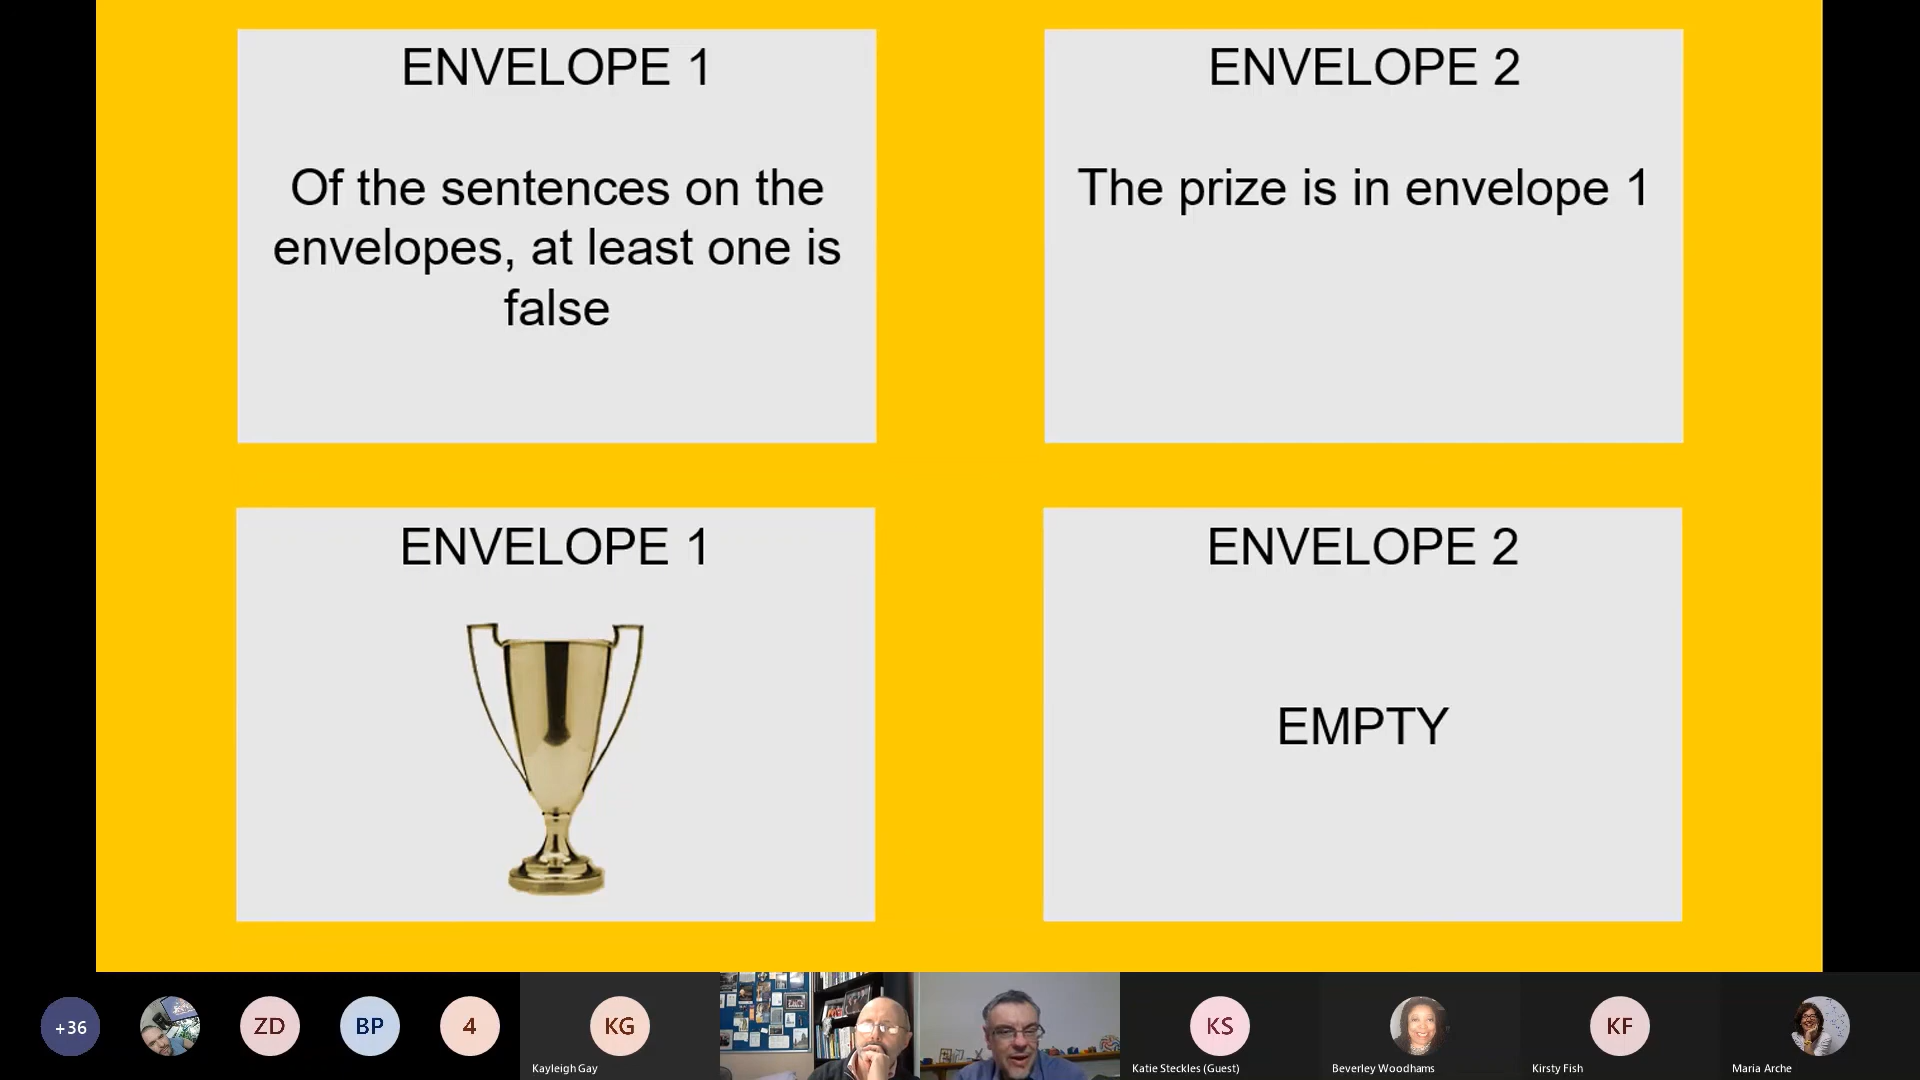 ENVELOPE 1
Of the sentences on the
envelopes, at least one is
false
ENVELOPE 2
The prize is in envelope 1
ENVELOPE 1
ENVELOPE 2
EMPTY
+36
ZD
BP
4
KG
Kayleigh Gay
KS
Katie Steckles (Guest)
Beverley Woodhams
KF
Kirsty Fish
Maria Arche